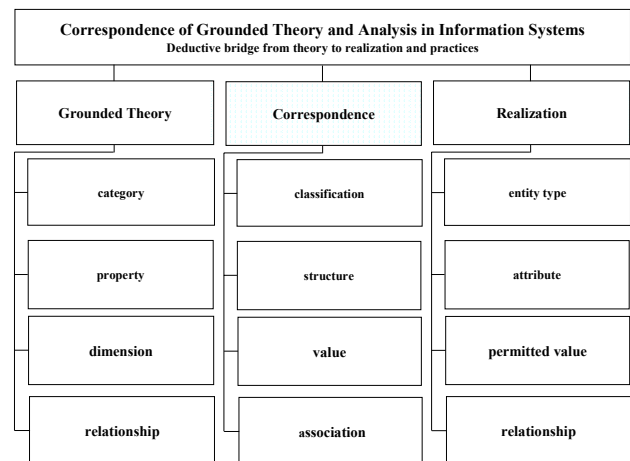 Correspondence of Grounded Theory and Analysis in Information Systems
Deductive bridge from theory to realization and practices
Grounded Theory
Correspondence
Realization
category
classification
entity type
property
structure
attribute
dimension
value
permitted value
relationship
association
relationship